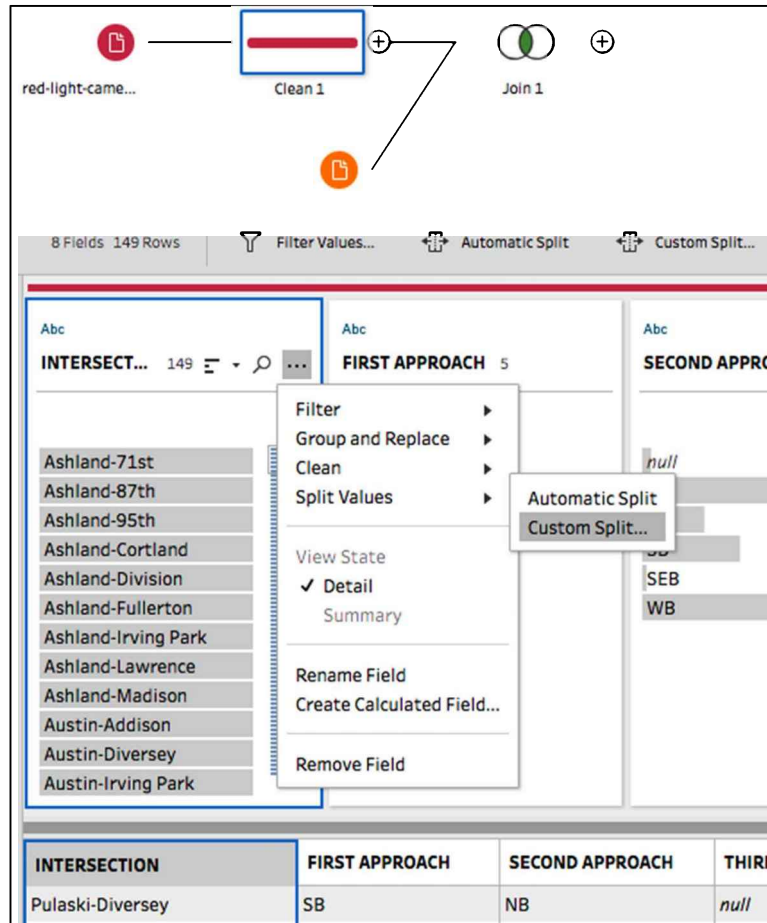 red-light-came...
Clean 1
Join 1
8 Fields 149 Rows
Filter Values...
Automatic Split
Custom Split...
Abc
INTERSECT... 149
Abc
FIRST APPROACH 5
Abc
SECOND APPRO
Ashland-71st
Ashland-87th
Ashland-95th
Ashland-Cortland
Ashland-Division
Ashland-Fullerton
Ashland-Irving Park
Ashland-Lawrence
Ashland-Madison
Austin-Addison
Austin-Diversey
Austin-Irving Park
Filter
Group and Replace
Clean
Split Values
View State
Detail
Summary
Rename Field
Create Calculated Field...
Remove Field
Automatic Split
Custom Split...
null
SEB
WB
INTERSECTION FIRST APPROACH SECOND APPROACH THIR
Pulaski-Diversey SB NB null